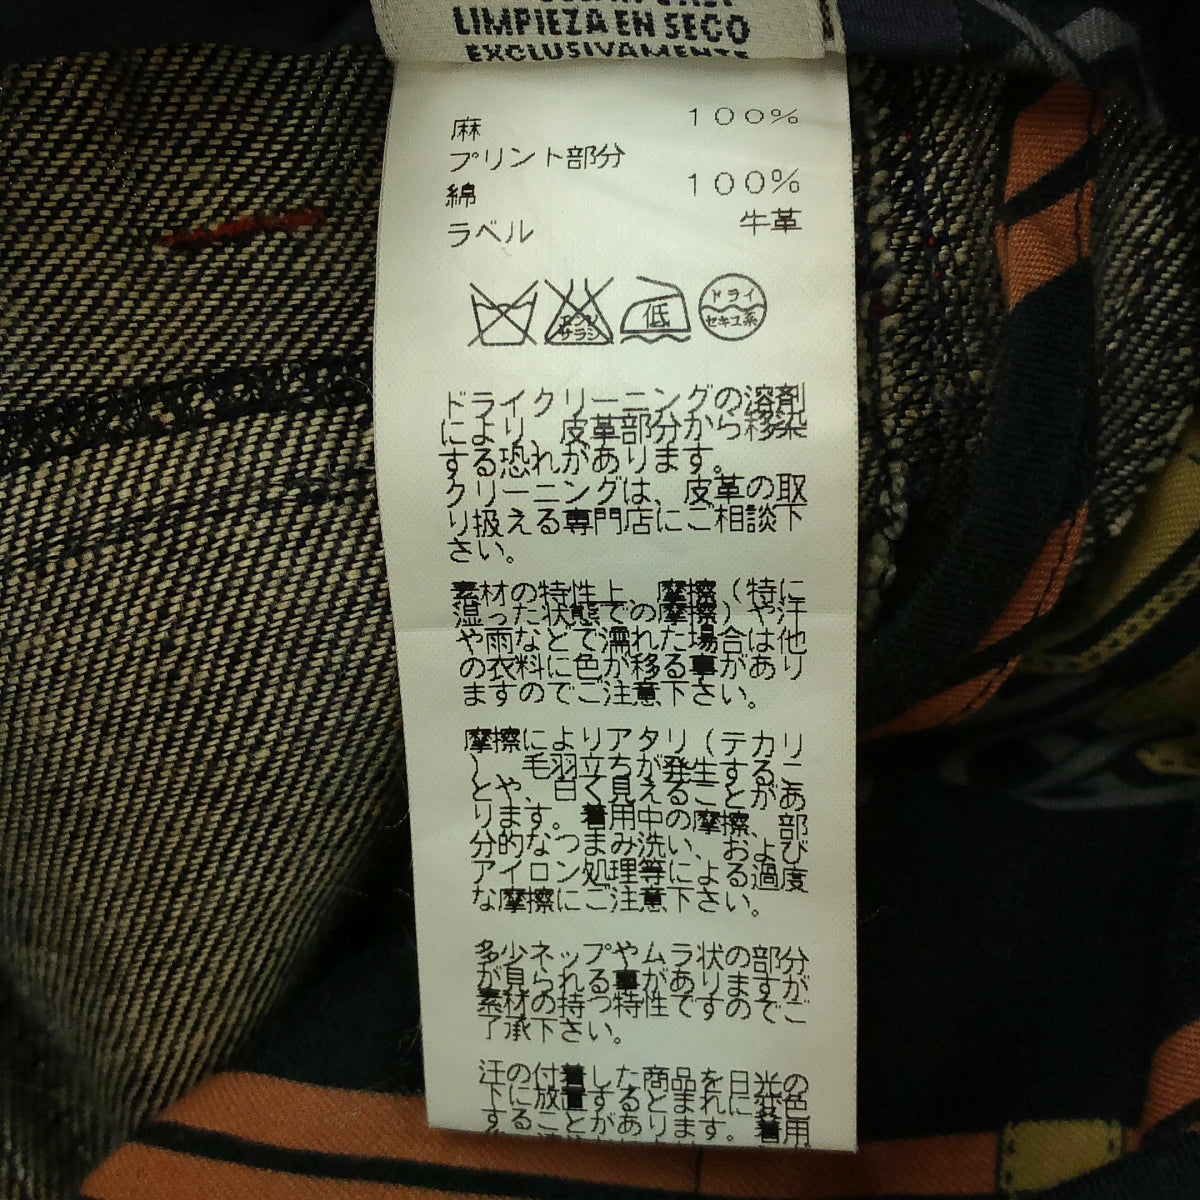 LIMPIEZA EN SECO
EXCLUSIVAMENTE
麻 100%
プリント部分
綿 100%
ラベル 牛革
エンソ サラシ
低
ドライ
セキユ系
ドライクリーニングの溶剤
により、皮革部分から移染
する恐れがあります。
クリーニングは、皮革の取
り扱える専門店にご相談下
さい。
素材の特性上、摩擦（特に
湿った状態での摩擦）や汗
や雨などで濡れた場合は他
の衣料に色が移る事があり
ますのでご注意下さい。
摩擦によりアタリ（テカリ
）、毛羽立ちが発生するこ
とや、白く見えることがあ
ります。着用中の摩擦、部
分的なつまみ洗い、および
アイロン処理等による過度
な摩擦にご注意下さい。
多少ネップやムラ状の部分
が見られる事がありますが
素材の持つ特性ですのでご
了承下さい。
汗の付着した商品を日光の
下に放置するとまれに変色
することがあります。着用